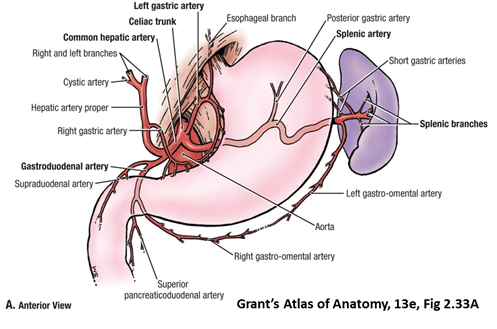 Left gastric artery
Celiac trunk
Common hepatic artery
Right and left branches
Cystic artery
Hepatic artery proper
Right gastric artery
Gastroduodenal artery
Supraduodenal artery
Esophageal branch
Posterior gastric artery
Splenic artery
Short gastric arteries
Splenic branches
Left gastro-omental artery
Aorta
Right gastro-omental artery
Superior
pancreaticoduodenal artery
A. Anterior View
Grant's Atlas of Anatomy, 13e, Fig 2.33A